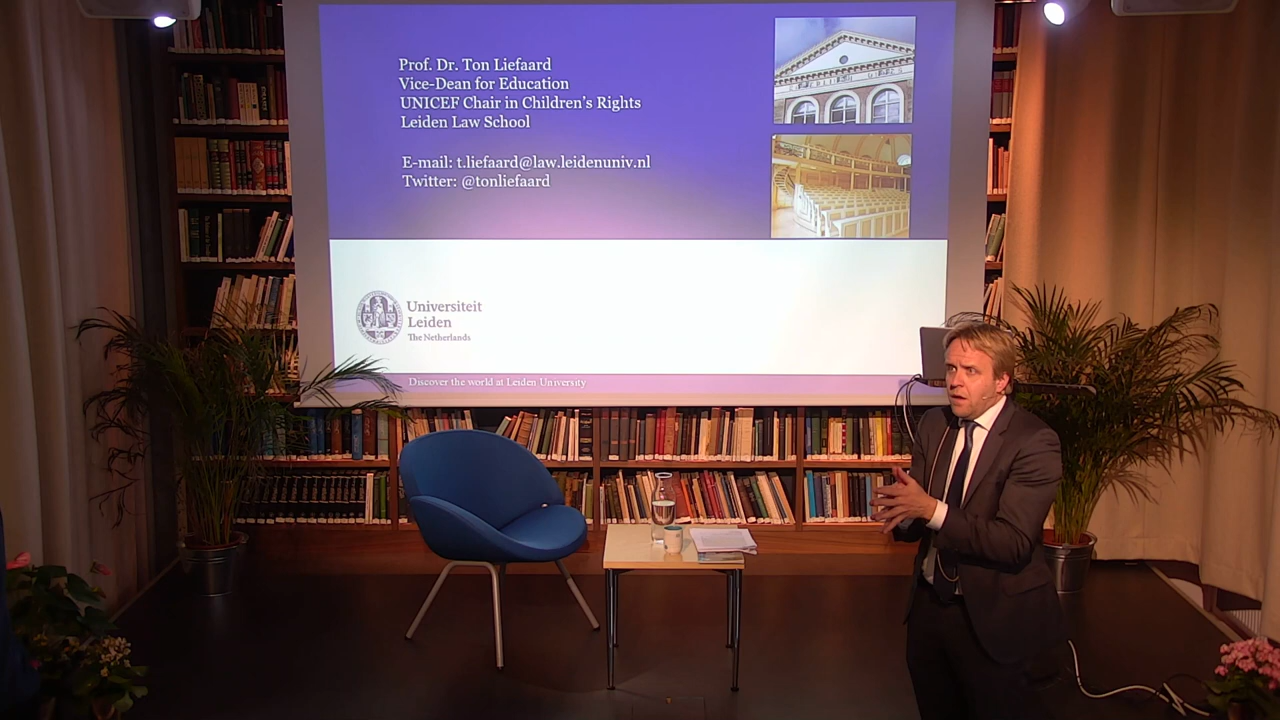 Prof. Dr. Ton Liefaard
Vice-Dean for Education
UNICEF Chair in Children's Rights
Leiden Law School
E-mail: t.liefaard@law.leidenuniv.nl
Twitter: @tonliefaard
Universiteit
Leiden
The Netherlands
Discover the world at Leiden University